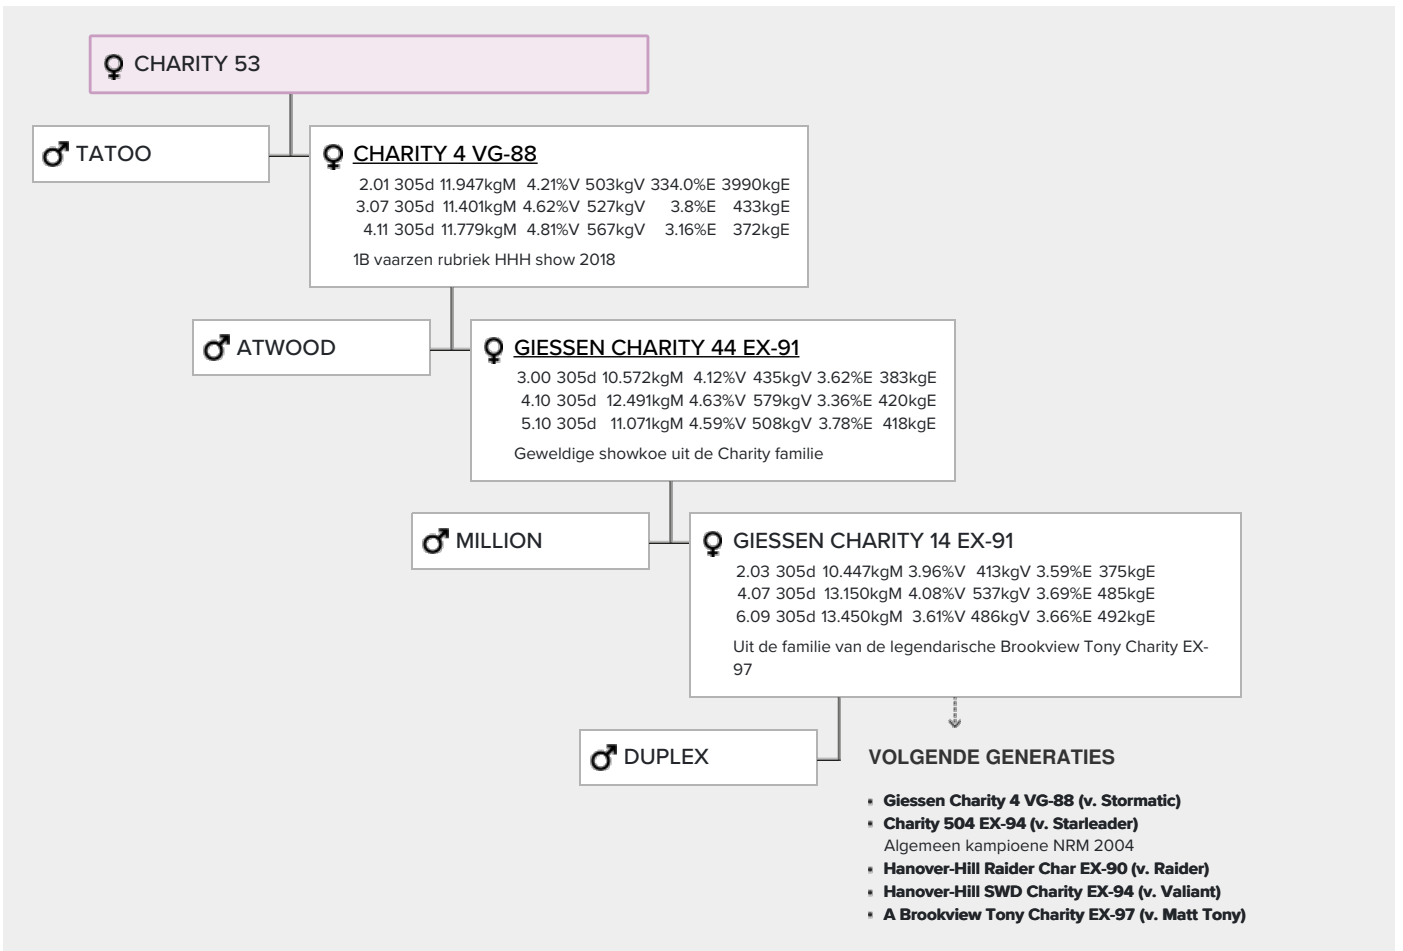 CHARITY 53
TATOO
CHARITY 4 VG-88
2.01 305d 11.947kgM 4.21%V 503kgV 334.0%E 3990kgE
3.07 305d 11.401kgM 4.62%V 527kgV 3.8%E 433kgE
4.11 305d 11.779kgM 4.81%V 567kgV 3.16%E 372kgE
1B vaarzen rubriek HHH show 2018
ATWOOD
GIESSEN CHARITY 44 EX-91
3.00 305d 10.572kgM 4.12%V 435kgV 3.62%E 383kgE
4.10 305d 12.491kgM 4.63%V 579kgV 3.36%E 420kgE
5.10 305d 11.071kgM 4.59%V 508kgV 3.78%E 418kgE
Geweldige showkoe uit de Charity familie
MILLION
GIESSEN CHARITY 14 EX-91
2.03 305d 10.447kgM 3.96%V 413kgV 3.59%E 375kgE
4.07 305d 13.150kgM 4.08%V 537kgV 3.69%E 485kgE
6.09 305d 13.450kgM 3.61%V 486kgV 3.66%E 492kgE
Uit de familie van de legendarische Brookview Tony Charity EX-
97
DUPLEX
VOLGENDE GENERATIES
Giessen Charity 4 VG-88 (v. Stormatic)
Charity 504 EX-94 (v. Starleader)
Algemeen kampioene NRM 2004
Hanover-Hill Raider Char EX-90 (v. Raider)
Hanover-Hill SWD Charity EX-94 (v. Valiant)
A Brookview Tony Charity EX-97 (v. Matt Tony)